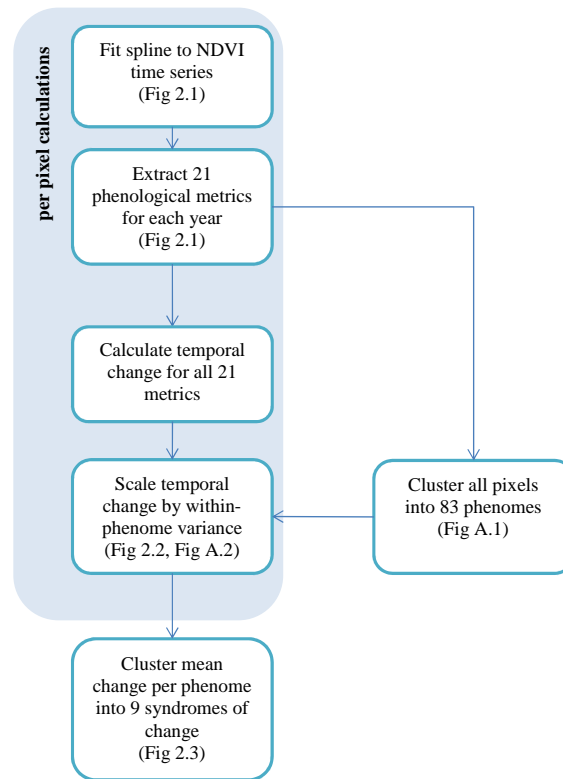 per pixel calculations
Fit spline to NDVI
time series
(Fig 2.1)
Extract 21
phenological metrics
for each year
(Fig 2.1)
Calculate temporal
change for all 21
metrics
Scale temporal
change by within-
phenome variance
(Fig 2.2, Fig A.2)
Cluster all pixels
into 83 phenomes
(Fig A.1)
Cluster mean
change per phenome
into 9 syndromes of
change
(Fig 2.3)